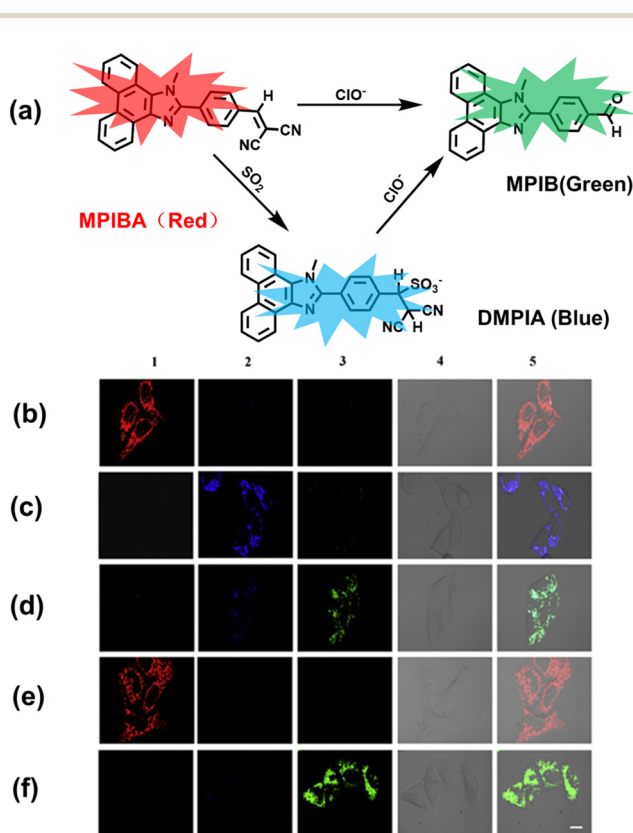 (a)
N
N
H
NC
CN
ClO⁻
N
N
O
H
MPIB(Green)
SO₂
ClO⁻
MPIBA（Red）
N
N
H
SO₃⁻
CN
NC
H
DMPIA (Blue)
1 2 3 4 5
(b)
(c)
(d)
(e)
(f)